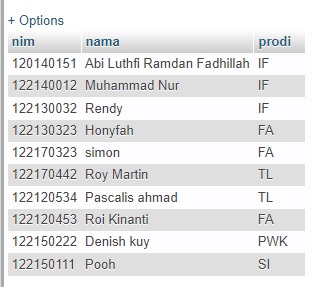 + Options
nim nama prodi
120140151 Abi Luthfi Ramdan Fadhillah IF
122140012 Muhammad Nur IF
122130032 Rendy IF
122130323 Honyfah FA
122170323 simon FA
122170442 Roy Martin TL
122120534 Pascalis ahmad TL
122120453 Roi Kinanti FA
122150222 Denish kuy PWK
122150111 Pooh SI